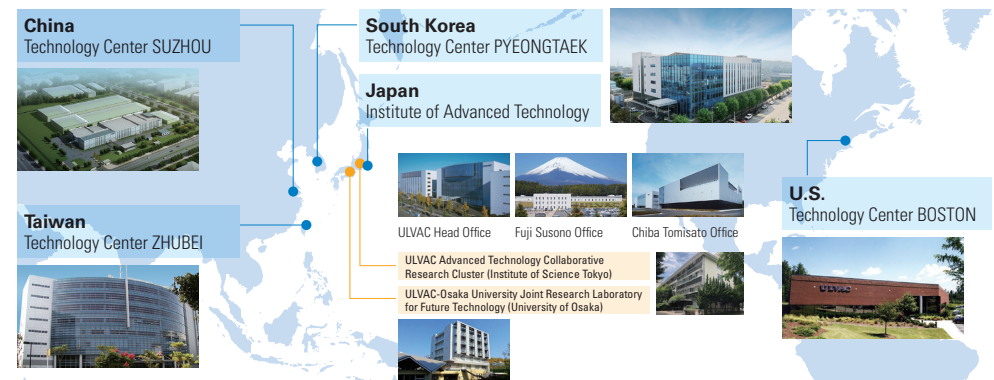 China
Technology Center SUZHOU
South Korea
Technology Center PYEONGTAEK
Japan
Institute of Advanced Technology
ULVAC Head Office
Fuji Susono Office
Chiba Tomisato Office
U.S.
Technology Center BOSTON
ULVAC
Taiwan
Technology Center ZHUBEI
ULVAC Advanced Technology Collaborative
Research Cluster (Institute of Science Tokyo)
ULVAC-Osaka University Joint Research Laboratory
for Future Technology (University of Osaka)